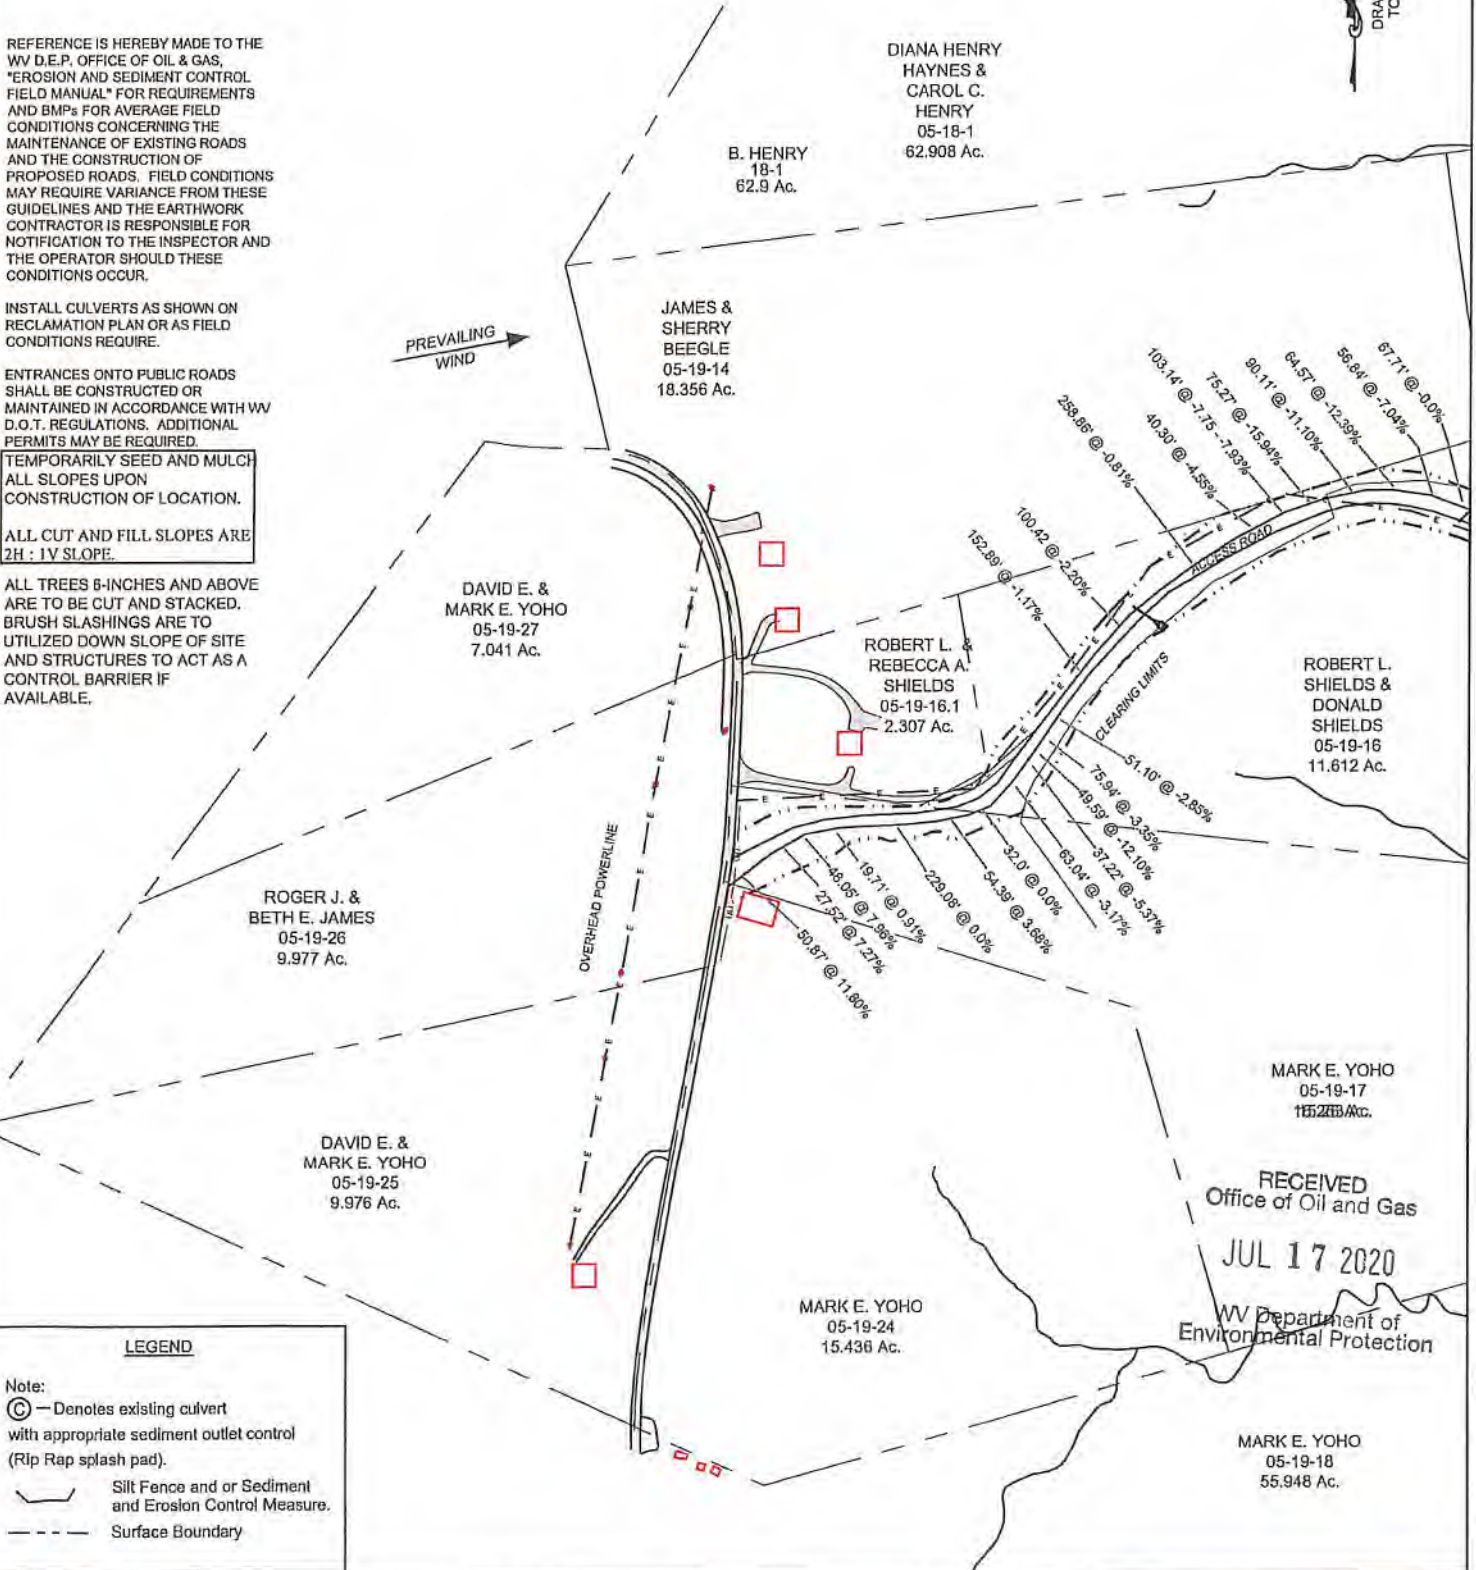 REFERENCE IS HEREBY MADE TO THE
WV D.E.P. OFFICE OF OIL & GAS,
"EROSION AND SEDIMENT CONTROL
FIELD MANUAL" FOR REQUIREMENTS
AND BMPs FOR AVERAGE FIELD
CONDITIONS CONCERNING THE
MAINTENANCE OF EXISTING ROADS
AND THE CONSTRUCTION OF
PROPOSED ROADS. FIELD CONDITIONS
MAY REQUIRE VARIANCE FROM THESE
GUIDELINES AND THE EARTHWORK
CONTRACTOR IS RESPONSIBLE FOR
NOTIFICATION TO THE INSPECTOR AND
THE OPERATOR SHOULD THESE
CONDITIONS OCCUR.
INSTALL CULVERTS AS SHOWN ON
RECLAMATION PLAN OR AS FIELD
CONDITIONS REQUIRE.
ENTRANCES ONTO PUBLIC ROADS
SHALL BE CONSTRUCTED OR
MAINTAINED IN ACCORDANCE WITH WV
D.O.T. REGULATIONS. ADDITIONAL
PERMITS MAY BE REQUIRED.
TEMPORARILY SEED AND MULCH
ALL SLOPES UPON
CONSTRUCTION OF LOCATION.
ALL CUT AND FILL SLOPES ARE
2H : 1V SLOPE.
ALL TREES 6-INCHES AND ABOVE
ARE TO BE CUT AND STACKED.
BRUSH SLASHINGS ARE TO
UTILIZED DOWN SLOPE OF SITE
AND STRUCTURES TO ACT AS A
CONTROL BARRIER IF
AVAILABLE.
PREVAILING
WIND
DIANA HENRY
HAYNES &
CAROL C.
HENRY
05-18-1
62.908 Ac.
B. HENRY
18-1
62.9 Ac.
DRA
TO
JAMES &
SHERRY
BEEGLE
05-19-14
18.356 Ac.
DAVID E. &
MARK E. YOHO
05-19-27
7.041 Ac.
ROBERT L. &
REBECCA A.
SHIELDS
05-19-16.1
2.307 Ac.
ROBERT L.
SHIELDS &
DONALD
SHIELDS
05-19-16
11.612 Ac.
152.89' @ -1.17%
100.42 @ -2.20%
258.86' @ -0.81%
40.30' @ -4.55%
103.14' @ -7.75 - -7.93%
75.27' @ -15.94%
90.11' @ -11.10%
64.57' @ -12.39%
56.84' @ -7.04%
67.71' @ -0.0%
ACCESS ROAD
CLEARING LIMITS
51.10' @ -2.85%
75.94' @ -3.35%
49.59' @ -12.10%
37.22' @ -5.37%
63.04' @ -3.17%
32.0' @ 0.0%
54.39' @ 3.68%
229.08' @ 0.0%
19.71' @ 0.91%
48.05' @ 7.96%
27.52' @ 7.27%
50.87' @ 11.80%
OVERHEAD POWERLINE
ROGER J. &
BETH E. JAMES
05-19-26
9.977 Ac.
DAVID E. &
MARK E. YOHO
05-19-25
9.976 Ac.
MARK E. YOHO
05-19-17
MARK E. YOHO
05-19-24
15.436 Ac.
RECEIVED
Office of Oil and Gas
JUL 17 2020
WV Department of
Environmental Protection
MARK E. YOHO
05-19-18
55.948 Ac.
LEGEND
Note:
Ⓒ — Denotes existing culvert
with appropriate sediment outlet control
(Rip Rap splash pad).
Silt Fence and or Sediment
and Erosion Control Measure.
Surface Boundary